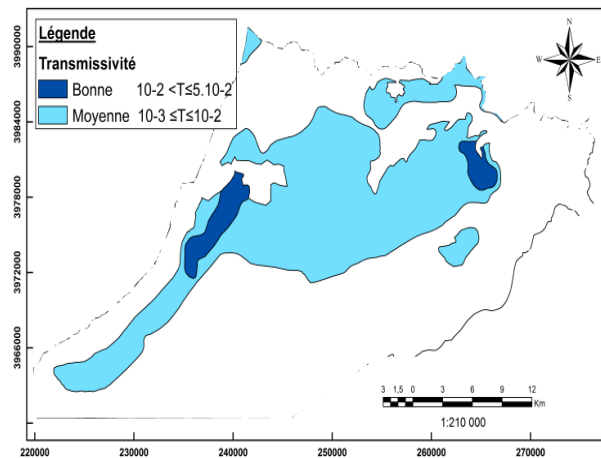 Légende
Transmissivité
Bonne 10-2 <T≤5.10-2
Moyenne 10-3 ≤T≤10-2
N
W E
S
3990000
3984000
3978000
3972000
3966000
3 1,5 0 3 6 9 12
Km
1:210 000
220000 230000 240000 250000 260000 270000